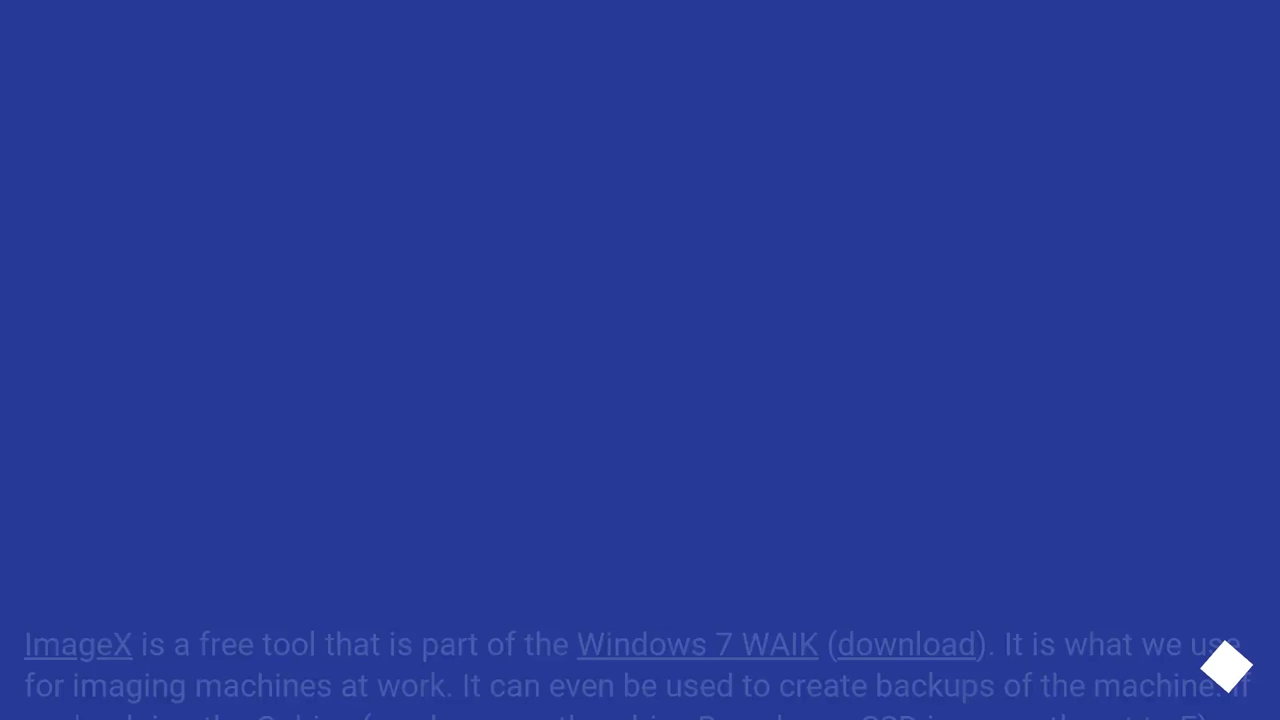 ImageX is a free tool that is part of the Windows 7 WAIK (download). It is what we use
for imaging machines at work. It can even be used to create backups of the machine. If